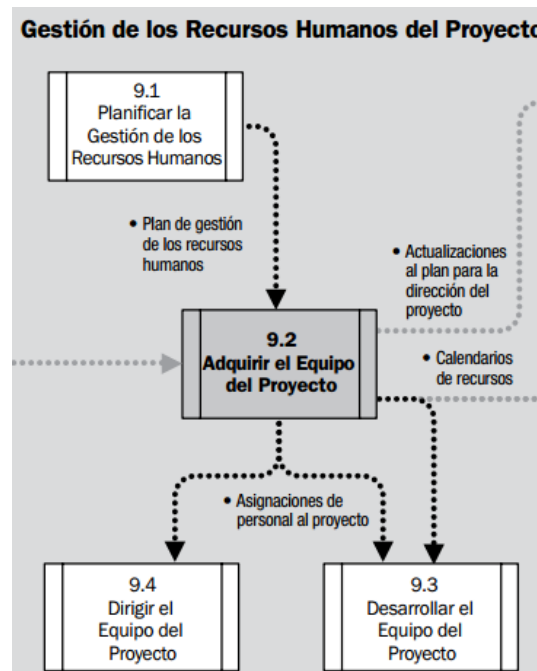 Gestión de los Recursos Humanos del Proyecto
9.1
Planificar la
Gestión de los
Recursos Humanos
• Plan de gestión
de los recursos
humanos
• Actualizaciones
al plan para la
dirección del
proyecto
9.2
Adquirir el Equipo
del Proyecto
• Calendarios
de recursos
• Asignaciones de
personal al proyecto
9.4
Dirigir el
Equipo del
Proyecto
9.3
Desarrollar el
Equipo del
Proyecto